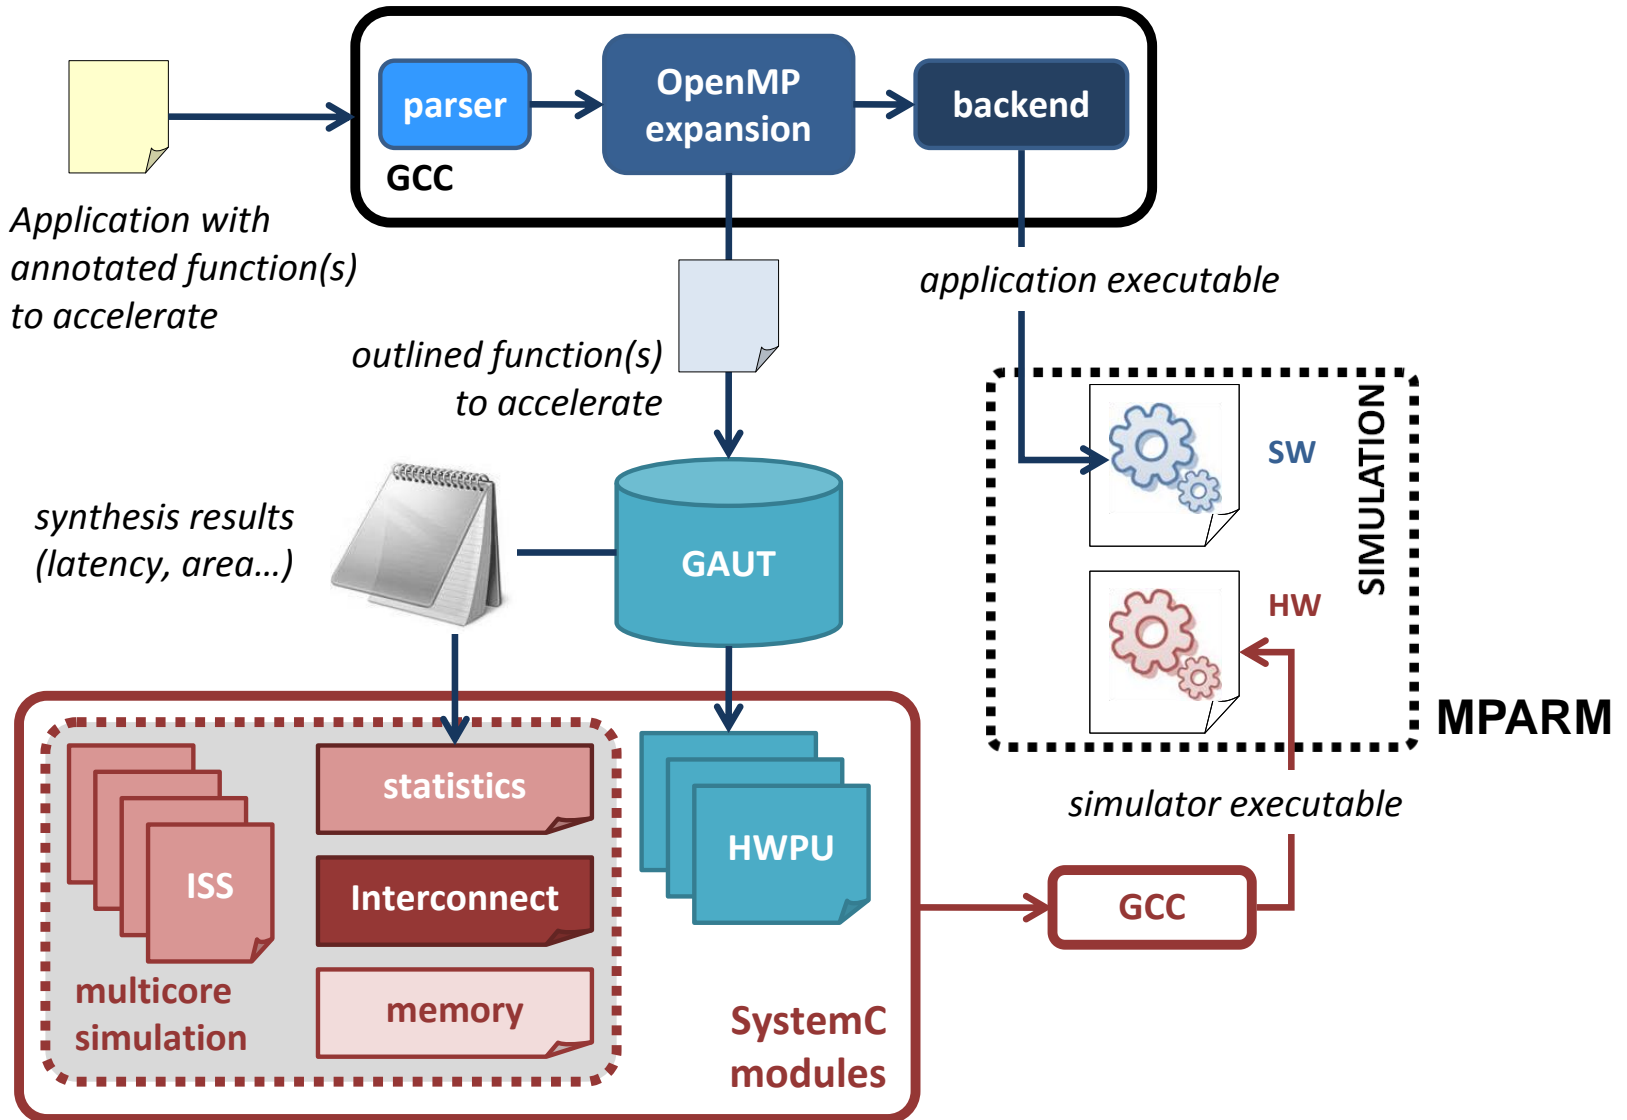 parser
OpenMP
expansion
backend
GCC
Application with
annotated function(s)
to accelerate
application executable
outlined function(s)
to accelerate
SIMULATION
SW
HW
synthesis results
(latency, area…)
GAUT
MPARM
statistics
ISS
Interconnect
memory
multicore
simulation
HWPU
SystemC
modules
simulator executable
GCC